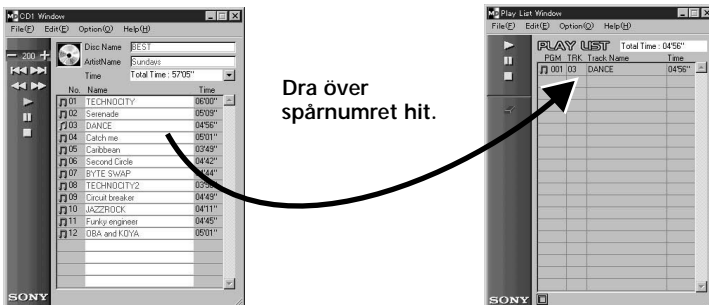 CD1 Window
File(F) Edit(E) Option(O) Help(H)
200
Disc Name BEST
ArtistName Sundays
Time Total Time : 57'05"
No. Name Time
01 TECHNOCITY 06'00"
02 Serenade 05'09"
03 DANCE 04'56"
04 Catch me 05'01"
05 Caribbean 03'49"
06 Second Circle 04'42"
07 BYTE SWAP 44"
08 TECHNOCITY2
09 Circuit breaker 04'49"
10 JAZZROCK 04'11"
11 Funky engineer 04'45"
12 OBA and KOYA 05'01"
SONY
Dra över
spårnumret hit.
Play List Window
File(F) Edit(E) Option(O) Help(H)
PLAY LIST Total Time : 04'56"
PGM TRK Track Name Time
001 03 DANCE 04'56"
SONY